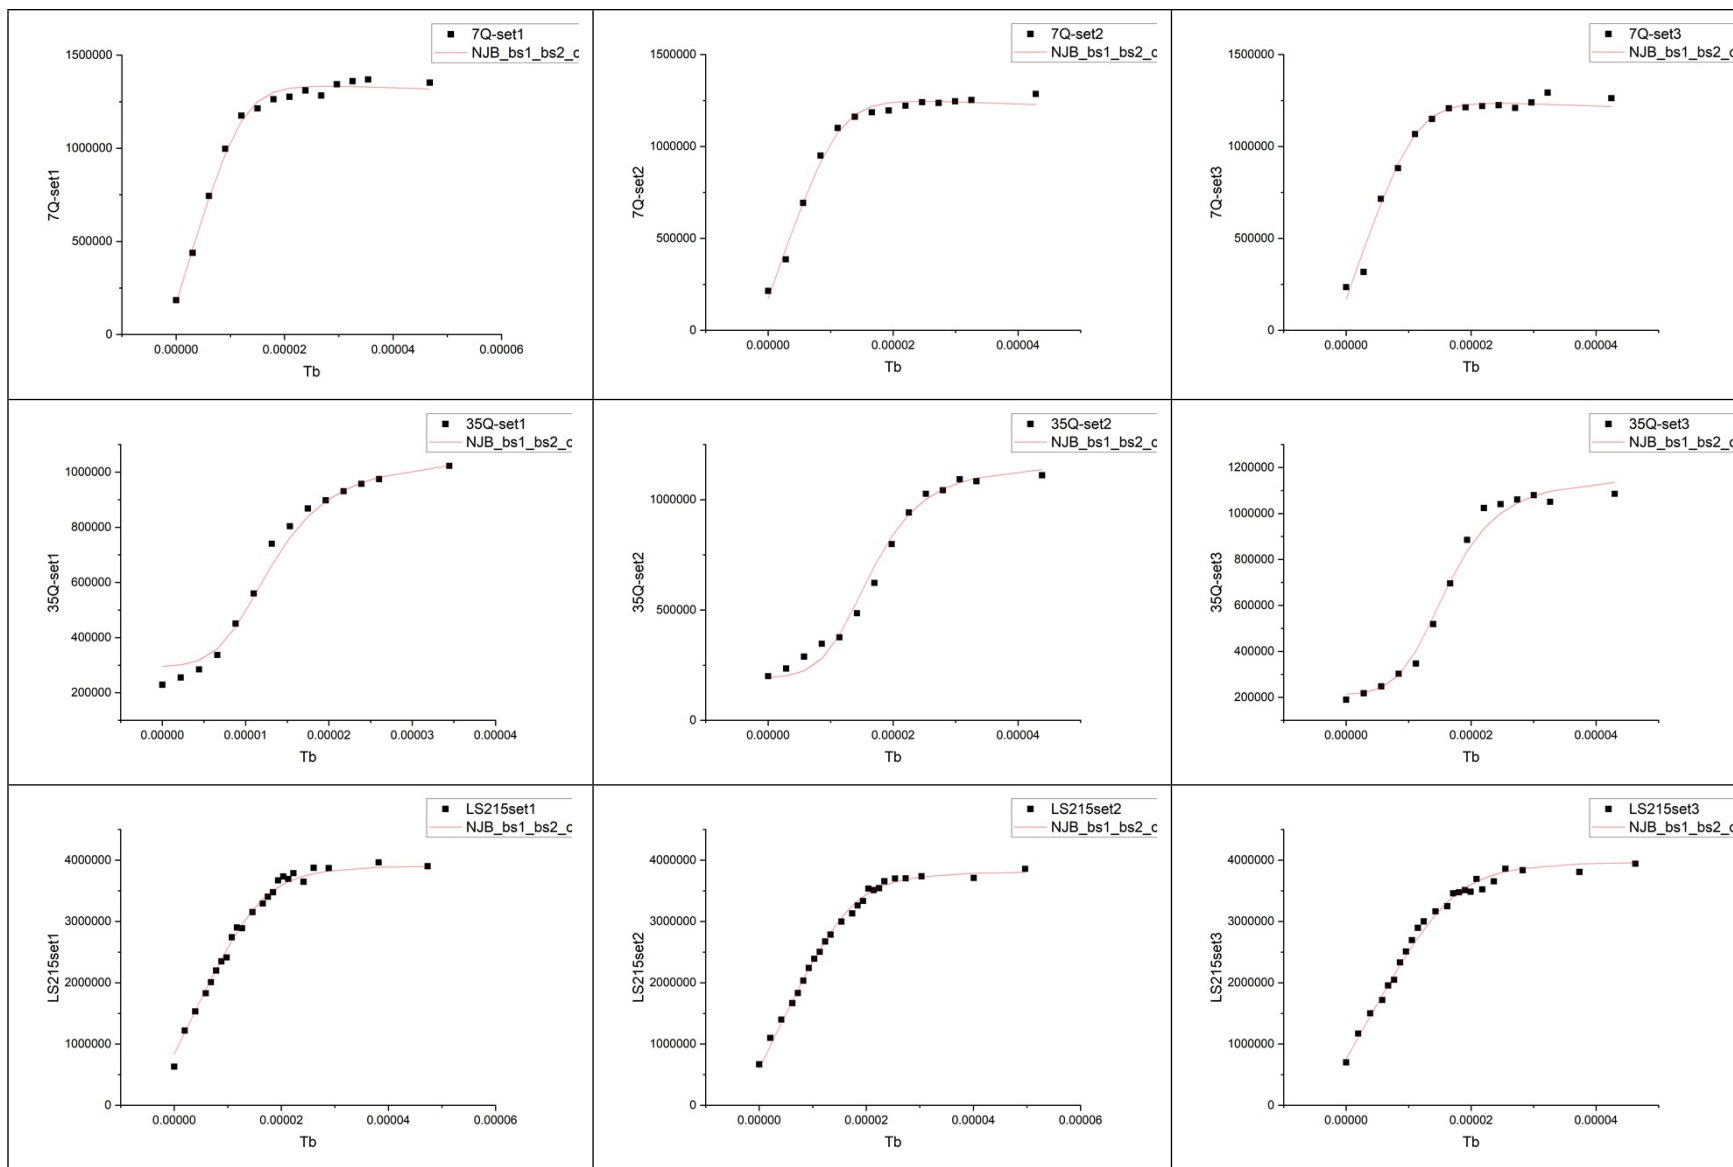 7Q-set1
NJB_bs1_bs2_c
1500000
1000000
500000
0
7Q-set1
0.00000
0.00002
0.00004
0.00006
Tb
7Q-set2
NJB_bs1_bs2_c
1500000
1000000
500000
0
7Q-set2
0.00000
0.00002
0.00004
Tb
7Q-set3
NJB_bs1_bs2_c
1500000
1000000
500000
0
7Q-set3
0.00000
0.00002
0.00004
Tb
35Q-set1
NJB_bs1_bs2_c
1000000
800000
600000
400000
200000
35Q-set1
0.00000
0.00001
0.00002
0.00003
0.00004
Tb
35Q-set2
NJB_bs1_bs2_c
1000000
500000
0
35Q-set2
0.00000
0.00002
0.00004
Tb
35Q-set3
NJB_bs1_bs2_c
1200000
1000000
800000
600000
400000
200000
35Q-set3
0.00000
0.00002
0.00004
Tb
LS215set1
NJB_bs1_bs2_c
4000000
3000000
2000000
1000000
0
LS215set1
0.00000
0.00002
0.00004
0.00006
Tb
LS215set2
NJB_bs1_bs2_c
4000000
3000000
2000000
1000000
0
LS215set2
0.00000
0.00002
0.00004
0.00006
Tb
LS215set3
NJB_bs1_bs2_c
4000000
3000000
2000000
1000000
0
LS215set3
0.00000
0.00002
0.00004
Tb